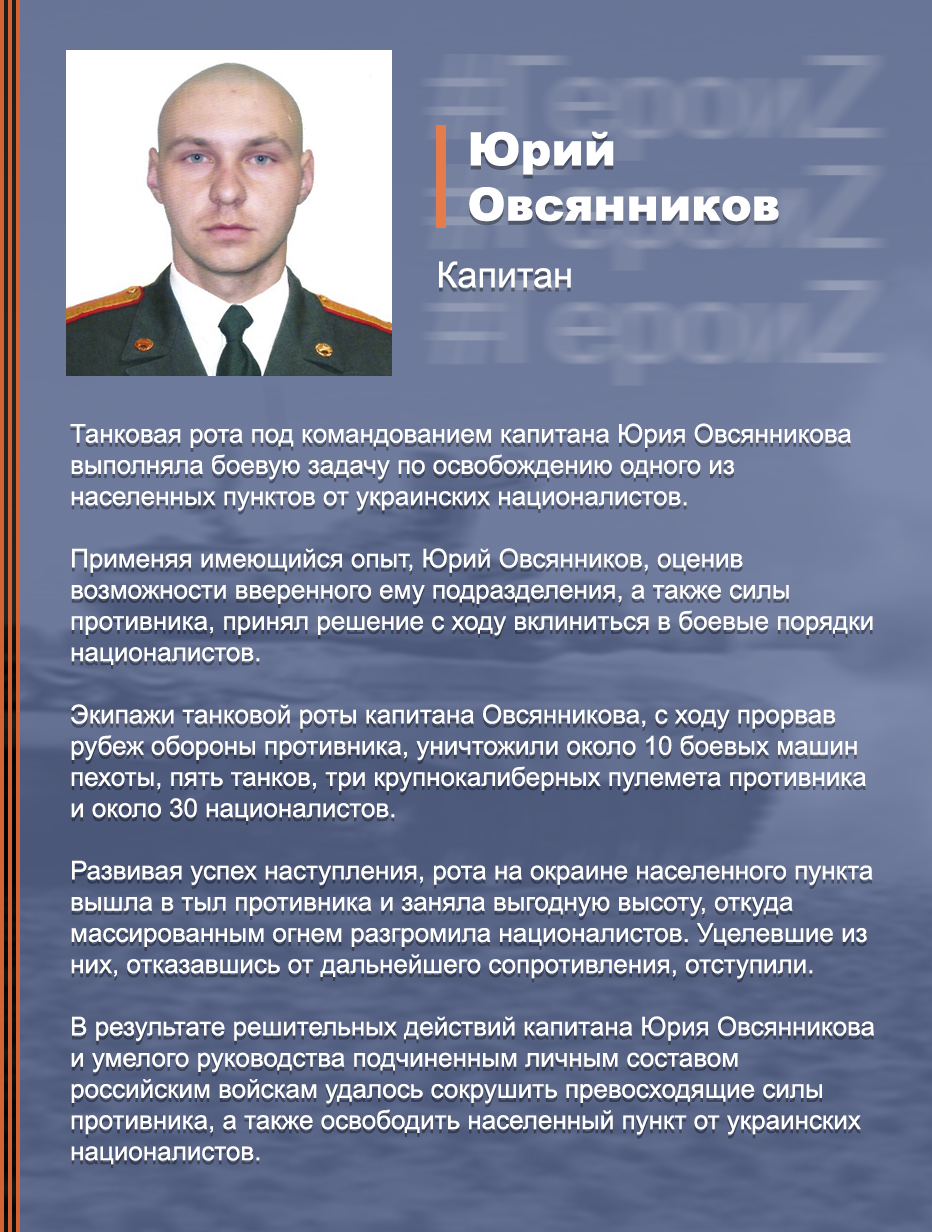 #ГероиZ
Юрий
#ГероиZ
Овсянников
Капитан
#ГероиZ
Танковая рота под командованием капитана Юрия Овсянникова
выполняла боевую задачу по освобождению одного из
населенных пунктов от украинских националистов.
Применяя имеющийся опыт, Юрий Овсянников, оценив
возможности вверенного ему подразделения, а также силы
противника, принял решение с ходу вклиниться в боевые порядки
националистов.
Экипажи танковой роты капитана Овсянникова, с ходу прорвав
рубеж обороны противника, уничтожили около 10 боевых машин
пехоты, пять танков, три крупнокалиберных пулемета противника
и около 30 националистов.
Развивая успех наступления, рота на окраине населенного пункта
вышла в тыл противника и заняла выгодную высоту, откуда
массированным огнем разгромила националистов. Уцелевшие из
них, отказавшись от дальнейшего сопротивления, отступили.
В результате решительных действий капитана Юрия Овсянникова
и умелого руководства подчиненным личным составом
российским войскам удалось сокрушить превосходящие силы
противника, а также освободить населенный пункт от украинских
националистов.